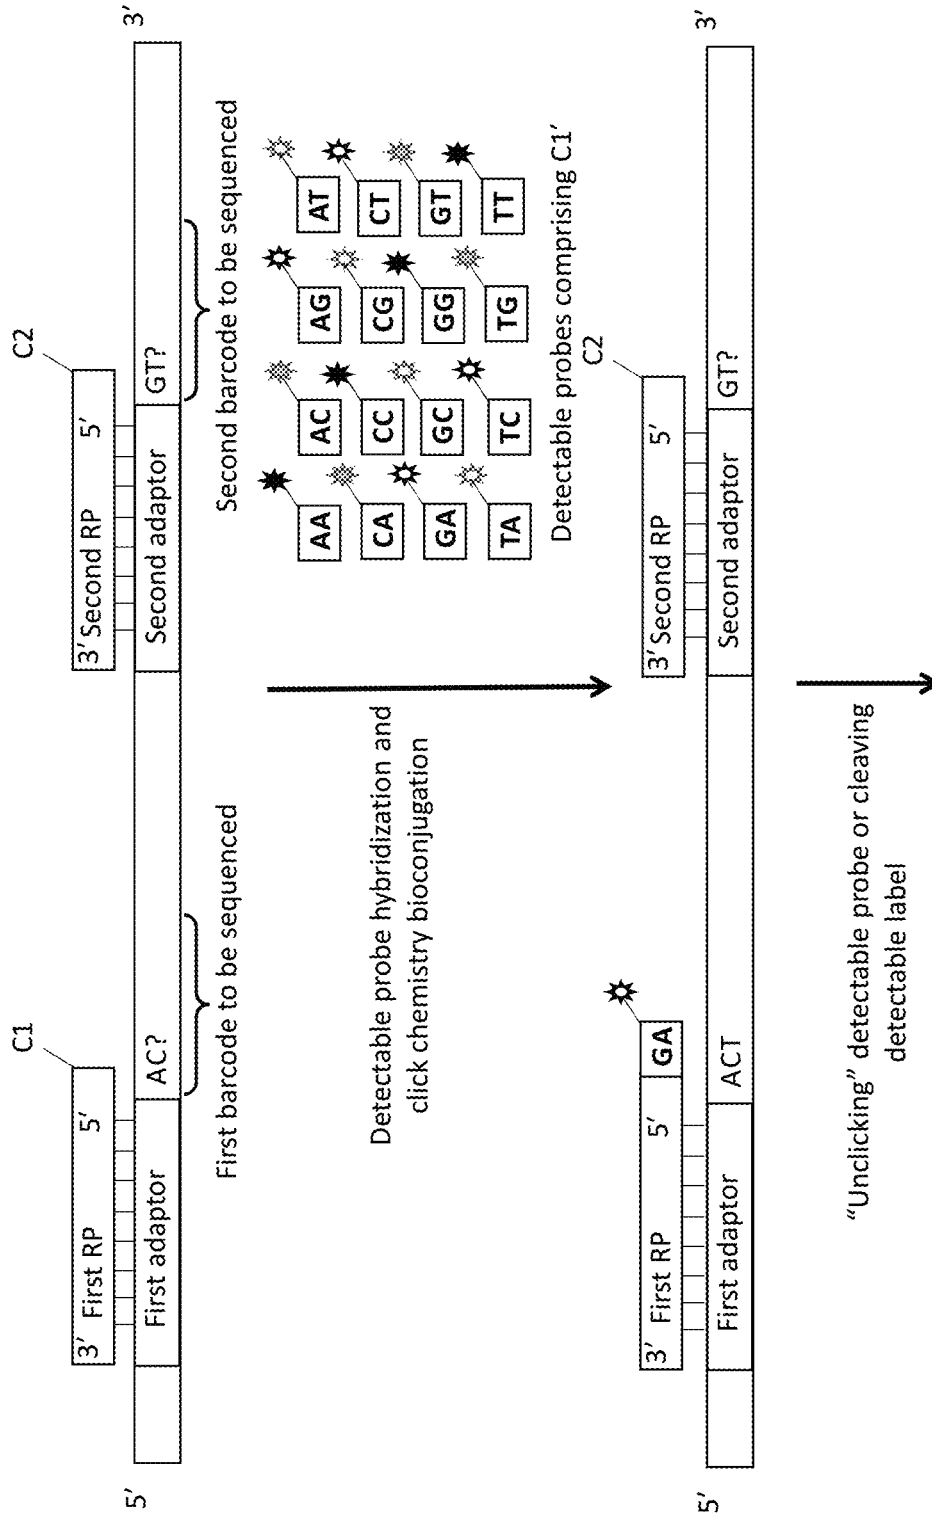 C1
C2
3′ First RP 5′
3′ Second RP 5′
5′
First adaptor
AC?
Second adaptor
GT?
3′
First barcode to be sequenced
Second barcode to be sequenced
Detectable probe hybridization and
click chemistry bioconjugation
AA
AC
AG
AT
CA
CC
CG
CT
GA
GC
GG
GT
TA
TC
TG
TT
Detectable probes comprising C1′
C2
3′ First RP 5′
GA
3′ Second RP 5′
5′
First adaptor
ACT
Second adaptor
GT?
3′
“Unclicking” detectable probe or cleaving
detectable label